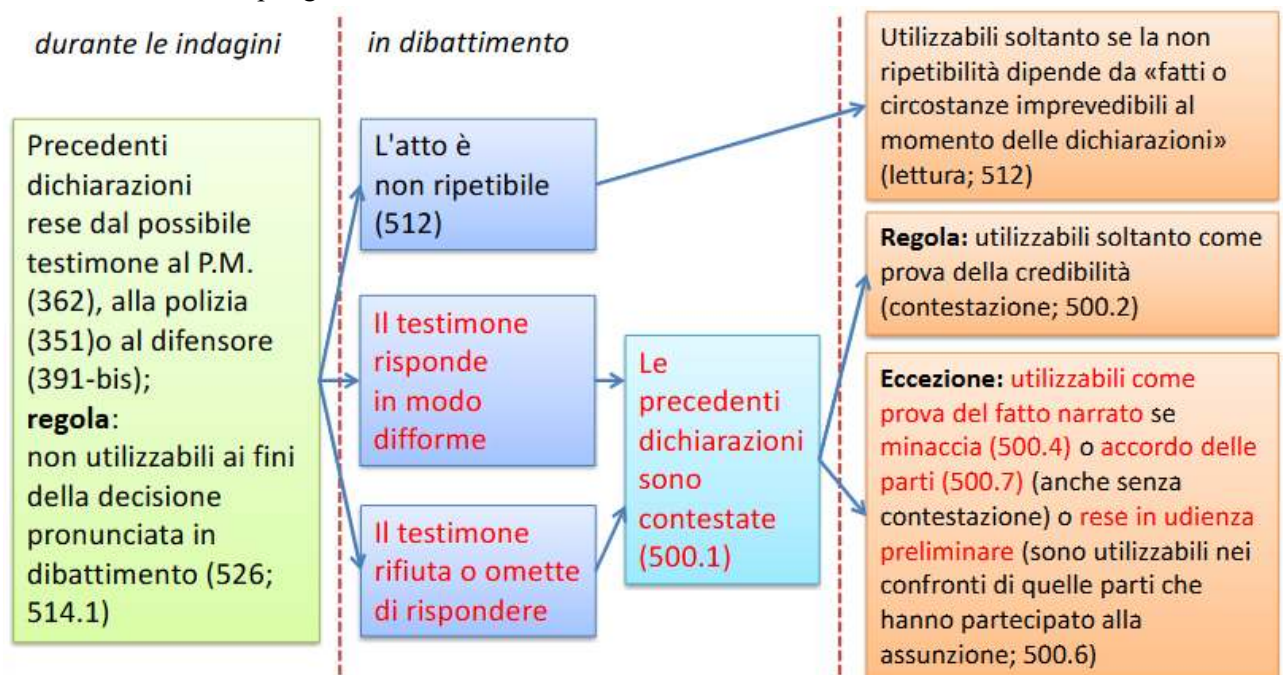 durante le indagini
in dibattimento
Precedenti
dichiarazioni
rese dal possibile
testimone al P.M.
(362), alla polizia
(351)o al difensore
(391-bis);
regola:
non utilizzabili ai fini
della decisione
pronunciata in
dibattimento (526;
514.1)
L'atto è
non ripetibile
(512)
Il testimone
risponde
in modo
difforme
Il testimone
rifiuta o omette
di rispondere
Le
precedenti
dichiarazioni
sono
contestate
(500.1)
Utilizzabili soltanto se la non
ripetibilità dipende da «fatti o
circostanze imprevedibili al
momento delle dichiarazioni»
(lettura; 512)
Regola: utilizzabili soltanto come
prova della credibilità
(contestazione; 500.2)
Eccezione: utilizzabili come
prova del fatto narrato se
minaccia (500.4) o accordo delle
parti (500.7) (anche senza
contestazione) o rese in udienza
preliminare (sono utilizzabili nei
confronti di quelle parti che
hanno partecipato alla
assunzione; 500.6)